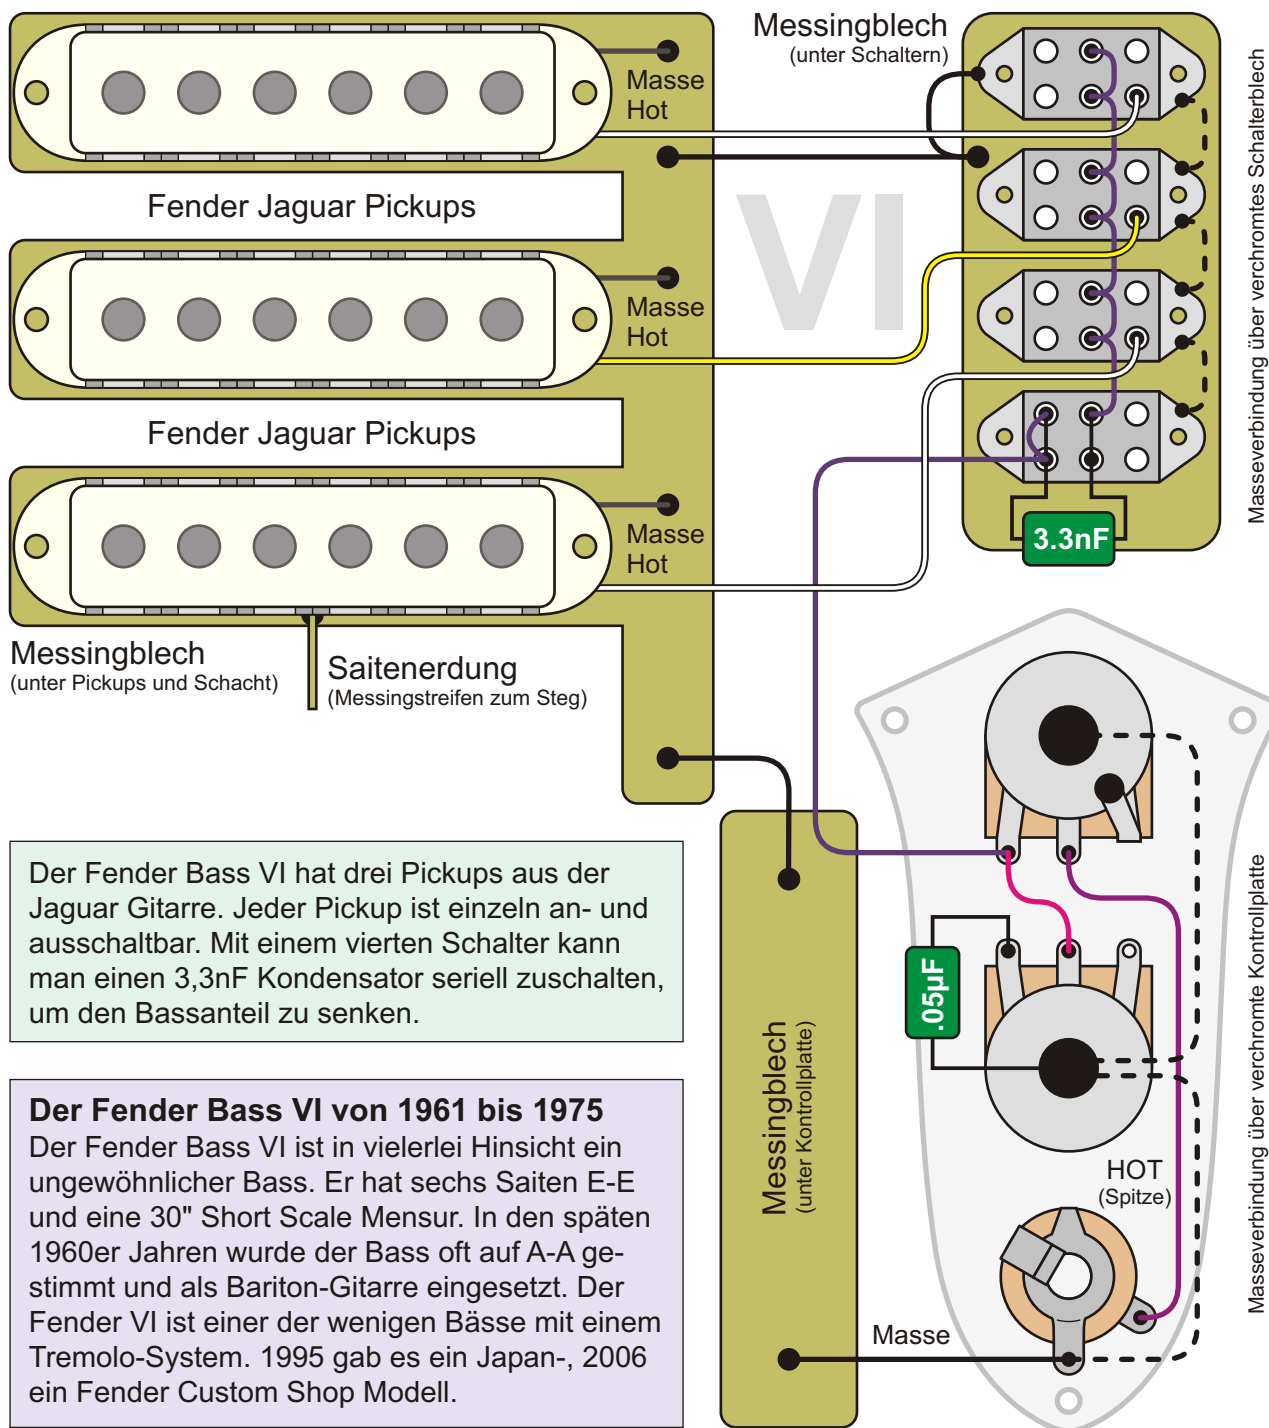 Messingblech
(unter Schaltern)
Masse
Hot
VI
Fender Jaguar Pickups
Masse
Hot
Fender Jaguar Pickups
Masse
Hot
3.3nF
Masseverbindung über verchromtes Schalterblech
Messingblech
(unter Pickups und Schacht)
Saitenerdung
(Messingstreifen zum Steg)
Der Fender Bass VI hat drei Pickups aus der
Jaguar Gitarre. Jeder Pickup ist einzeln an- und
ausschaltbar. Mit einem vierten Schalter kann
man einen 3,3nF Kondensator seriell zuschalten,
um den Bassanteil zu senken.
Der Fender Bass VI von 1961 bis 1975
Der Fender Bass VI ist in vielerlei Hinsicht ein
ungewöhnlicher Bass. Er hat sechs Saiten E-E
und eine 30" Short Scale Mensur. In den späten
1960er Jahren wurde der Bass oft auf A-A ge-
stimmt und als Bariton-Gitarre eingesetzt. Der
Fender VI ist einer der wenigen Bässe mit einem
Tremolo-System. 1995 gab es ein Japan-, 2006
ein Fender Custom Shop Modell.
Messingblech
(unter Kontrollplatte)
.05µF
HOT
(Spitze)
Masse
Masseverbindung über verchromte Kontrollplatte